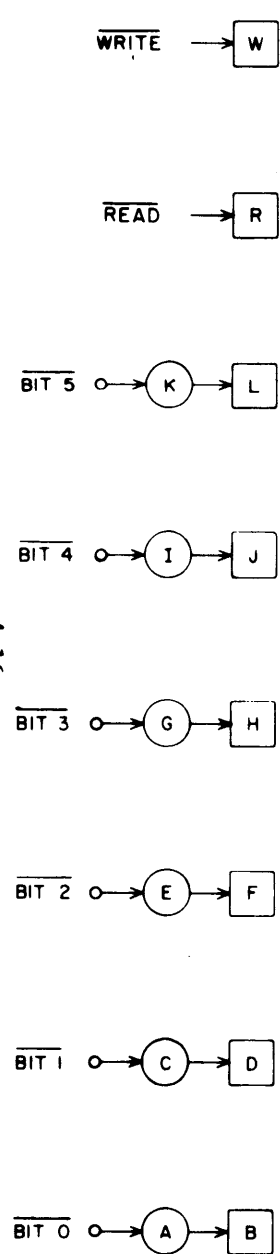 WRITE W
READ R
BIT 5 K L
BIT 4 I J
BIT 3 G H
BIT 2 E F
BIT 1 C D
BIT 0 A B